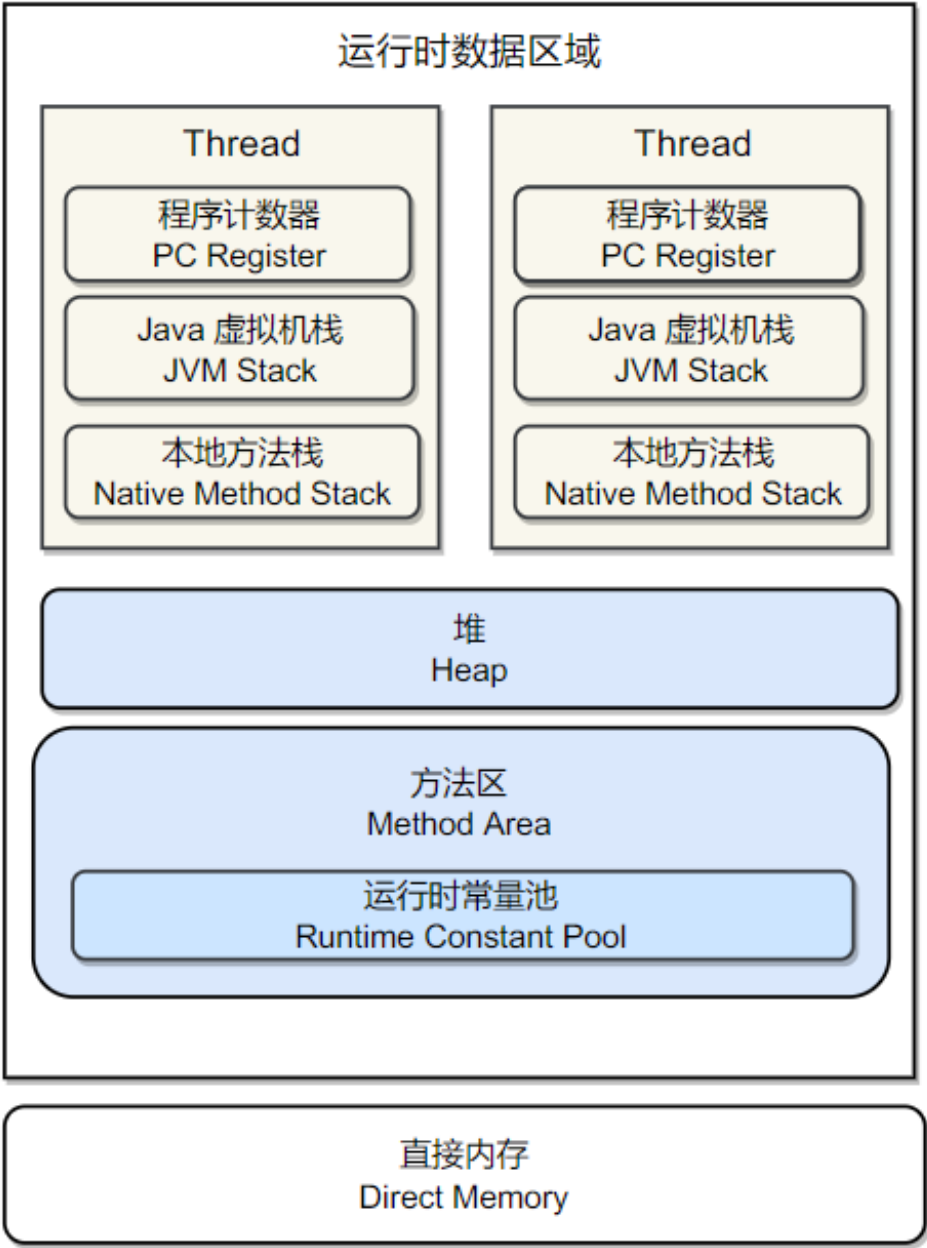 运行时数据区域
Thread
程序计数器
PC Register
Java 虚拟机栈
JVM Stack
本地方法栈
Native Method Stack
Thread
程序计数器
PC Register
Java 虚拟机栈
JVM Stack
本地方法栈
Native Method Stack
堆
Heap
方法区
Method Area
运行时常量池
Runtime Constant Pool
直接内存
Direct Memory